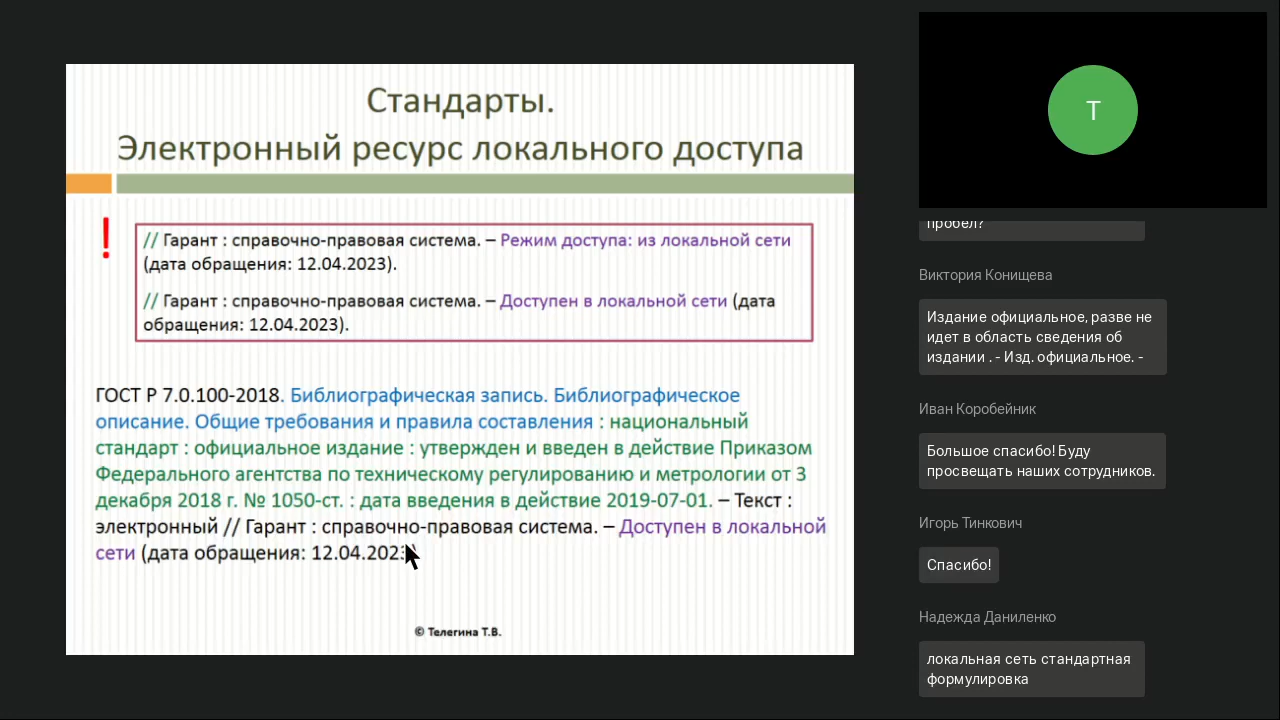 Стандарты.
Электронный ресурс локального доступа
!
// Гарант : справочно-правовая система. – Режим доступа: из локальной сети
(дата обращения: 12.04.2023).
// Гарант : справочно-правовая система. – Доступен в локальной сети (дата
обращения: 12.04.2023).
ГОСТ Р 7.0.100-2018. Библиографическая запись. Библиографическое
описание. Общие требования и правила составления : национальный
стандарт : официальное издание : утвержден и введен в действие Приказом
Федерального агентства по техническому регулированию и метрологии от 3
декабря 2018 г. № 1050-ст. : дата введения в действие 2019-07-01. – Текст :
электронный // Гарант : справочно-правовая система. – Доступен в локальной
сети (дата обращения: 12.04.2023)
© Телегина Т.В.
Т
пробел?
Виктория Конищева
Издание официальное, разве не
идет в область сведения об
издании . - Изд. официальное. -
Иван Коробейник
Большое спасибо! Буду
просвещать наших сотрудников.
Игорь Тинкович
Спасибо!
Надежда Даниленко
локальная сеть стандартная
формулировка